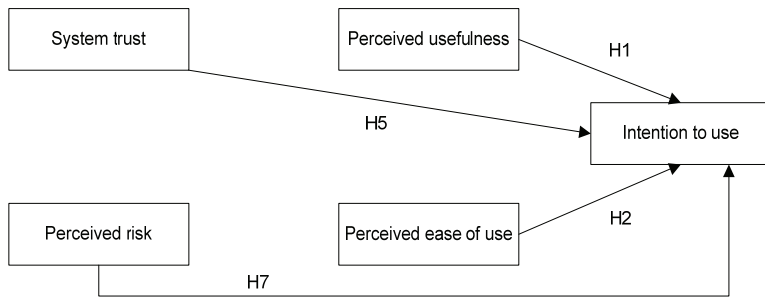 System trust
Perceived usefulness
H1
H5
Intention to use
Perceived risk
Perceived ease of use
H2
H7